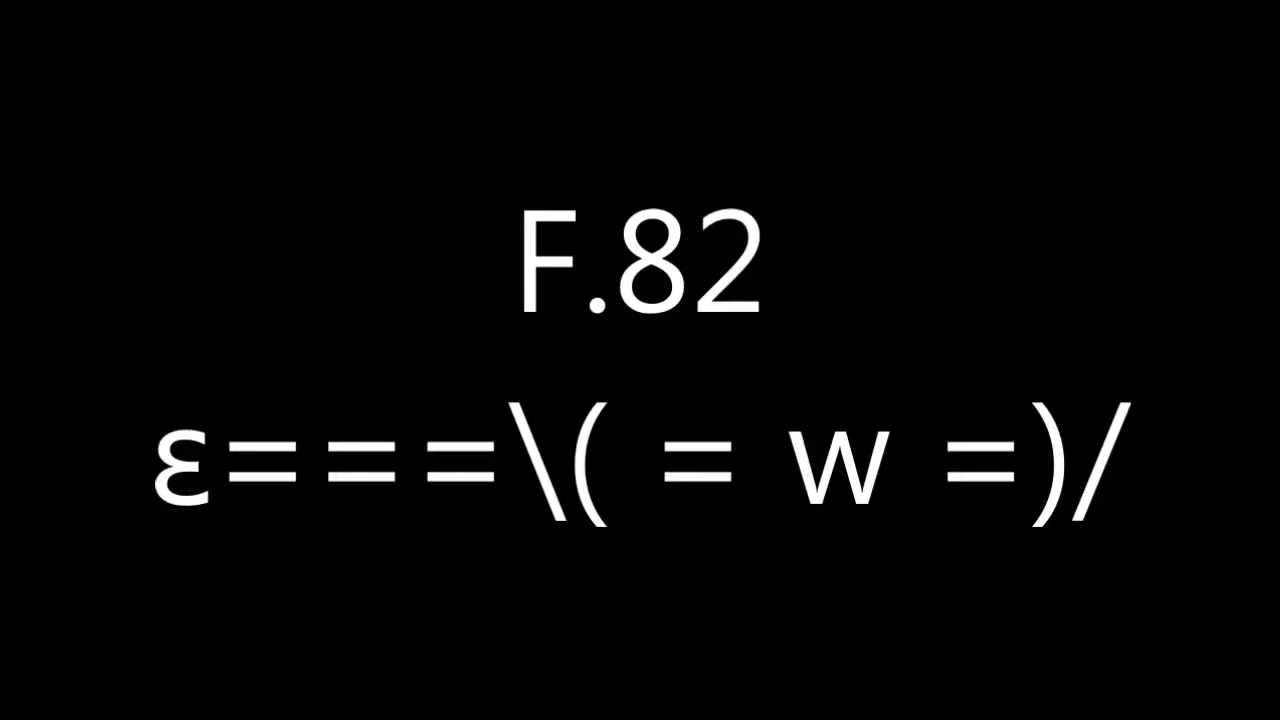 F.82
ε===\( = w =)/